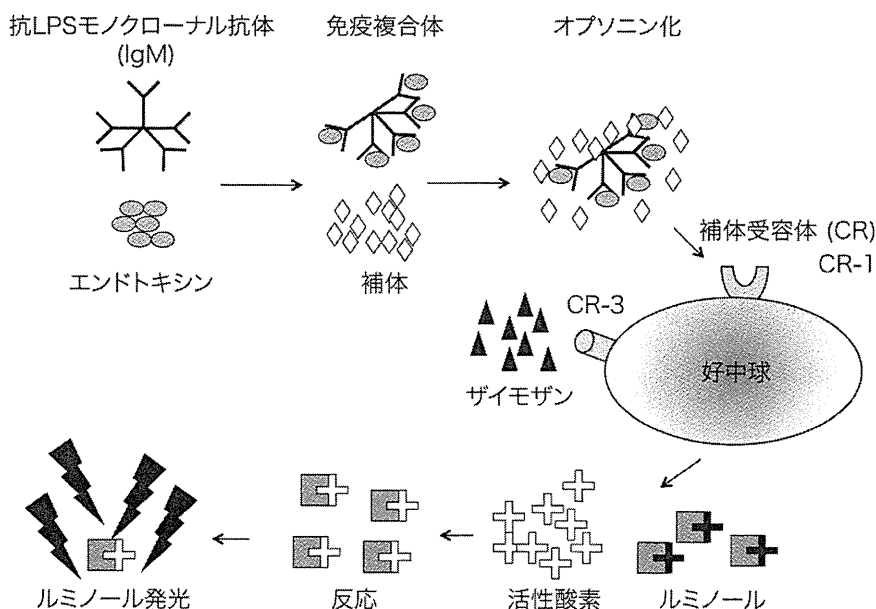 抗LPSモノクローナル抗体
(IgM)
免疫複合体
オプソニン化
エンドトキシン
補体
補体受容体 (CR)
CR-1
CR-3
ザイモザン
好中球
ルミノール発光
反応
活性酸素
ルミノール